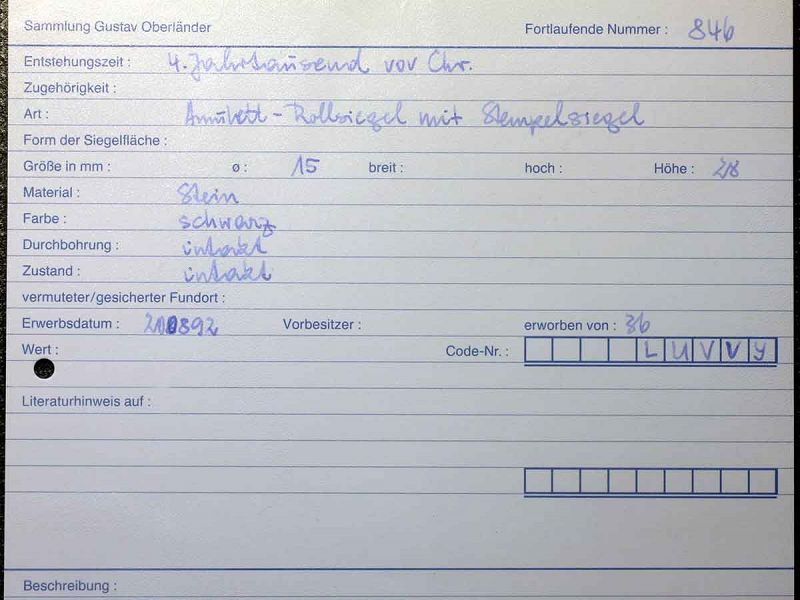 Sammlung Gustav Oberländer Fortlaufende Nummer : 846
Entstehungszeit : 4. Jahrtausend vor Chr.
Zugehörigkeit :
Art : Amulett - Rollsiegel mit Stempelsiegel
Form der Siegelfläche :
Größe in mm : ø : 15 breit : hoch : Höhe : 28
Material : Stein
Farbe : schwarz
Durchbohrung : intakt
Zustand : intakt
vermuteter/gesicherter Fundort :
Erwerbsdatum : Vorbesitzer : erworben von : 36
Wert : Code-Nr. : L U V V Y
Literaturhinweis auf :
Beschreibung :